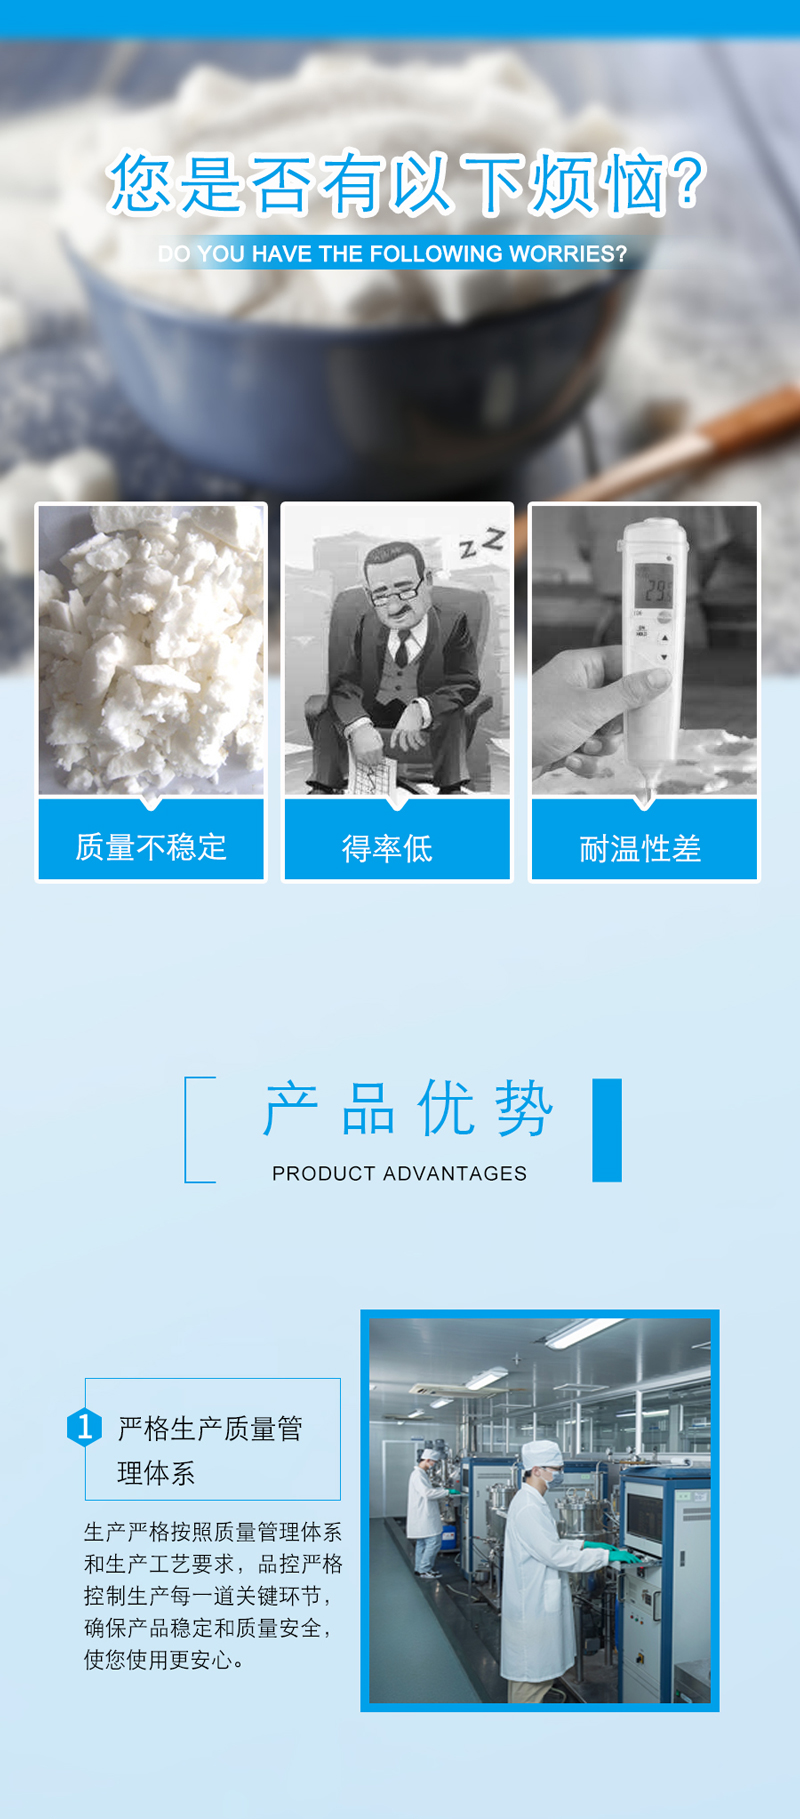 您是否有以下烦恼?
DO YOU HAVE THE FOLLOWING WORRIES?
zZ
29.5
质量不稳定
得率低
耐温性差
产品优势
PRODUCT ADVANTAGES
1
严格生产质量管
理体系
生产严格按照质量管理体系
和生产工艺要求，品控严格
控制生产每一道关键环节，
确保产品稳定和质量安全，
使您使用更安心。